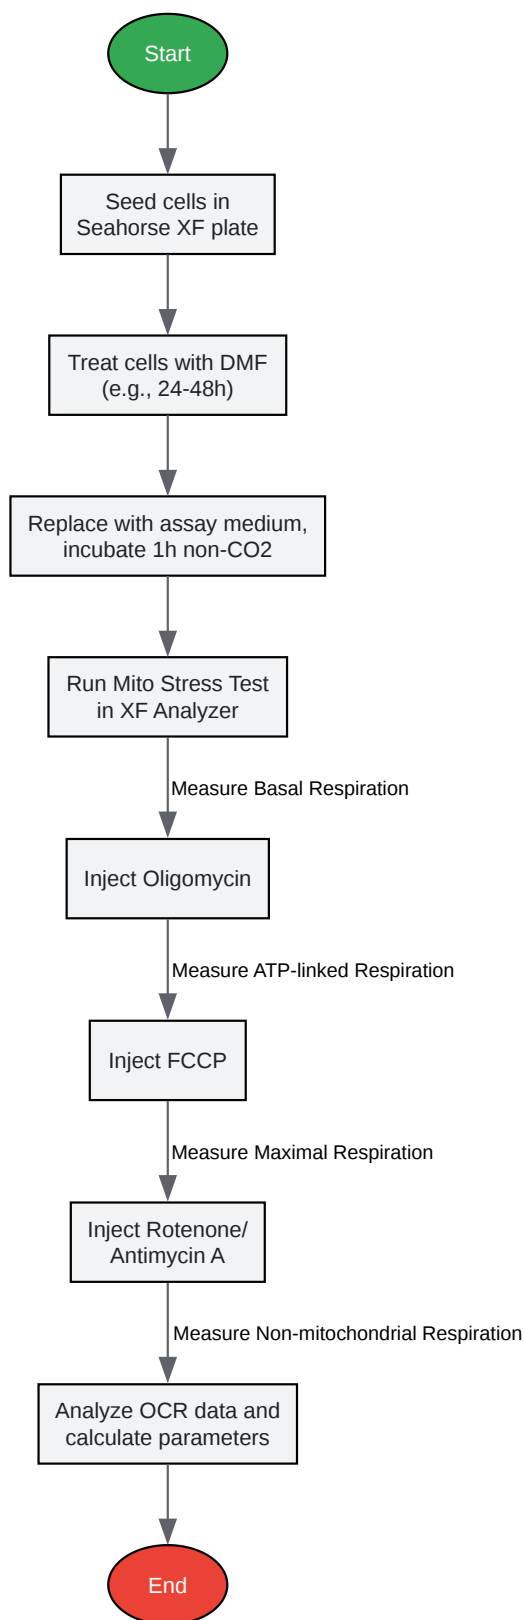 Start
Seed cells in
Seahorse XF plate
Treat cells with DMF
(e.g., 24-48h)
Replace with assay medium,
incubate 1h non-CO2
Run Mito Stress Test
in XF Analyzer
Measure Basal Respiration
Inject Oligomycin
Measure ATP-linked Respiration
Inject FCCP
Measure Maximal Respiration
Inject Rotenone/
Antimycin A
Measure Non-mitochondrial Respiration
Analyze OCR data and
calculate parameters
End